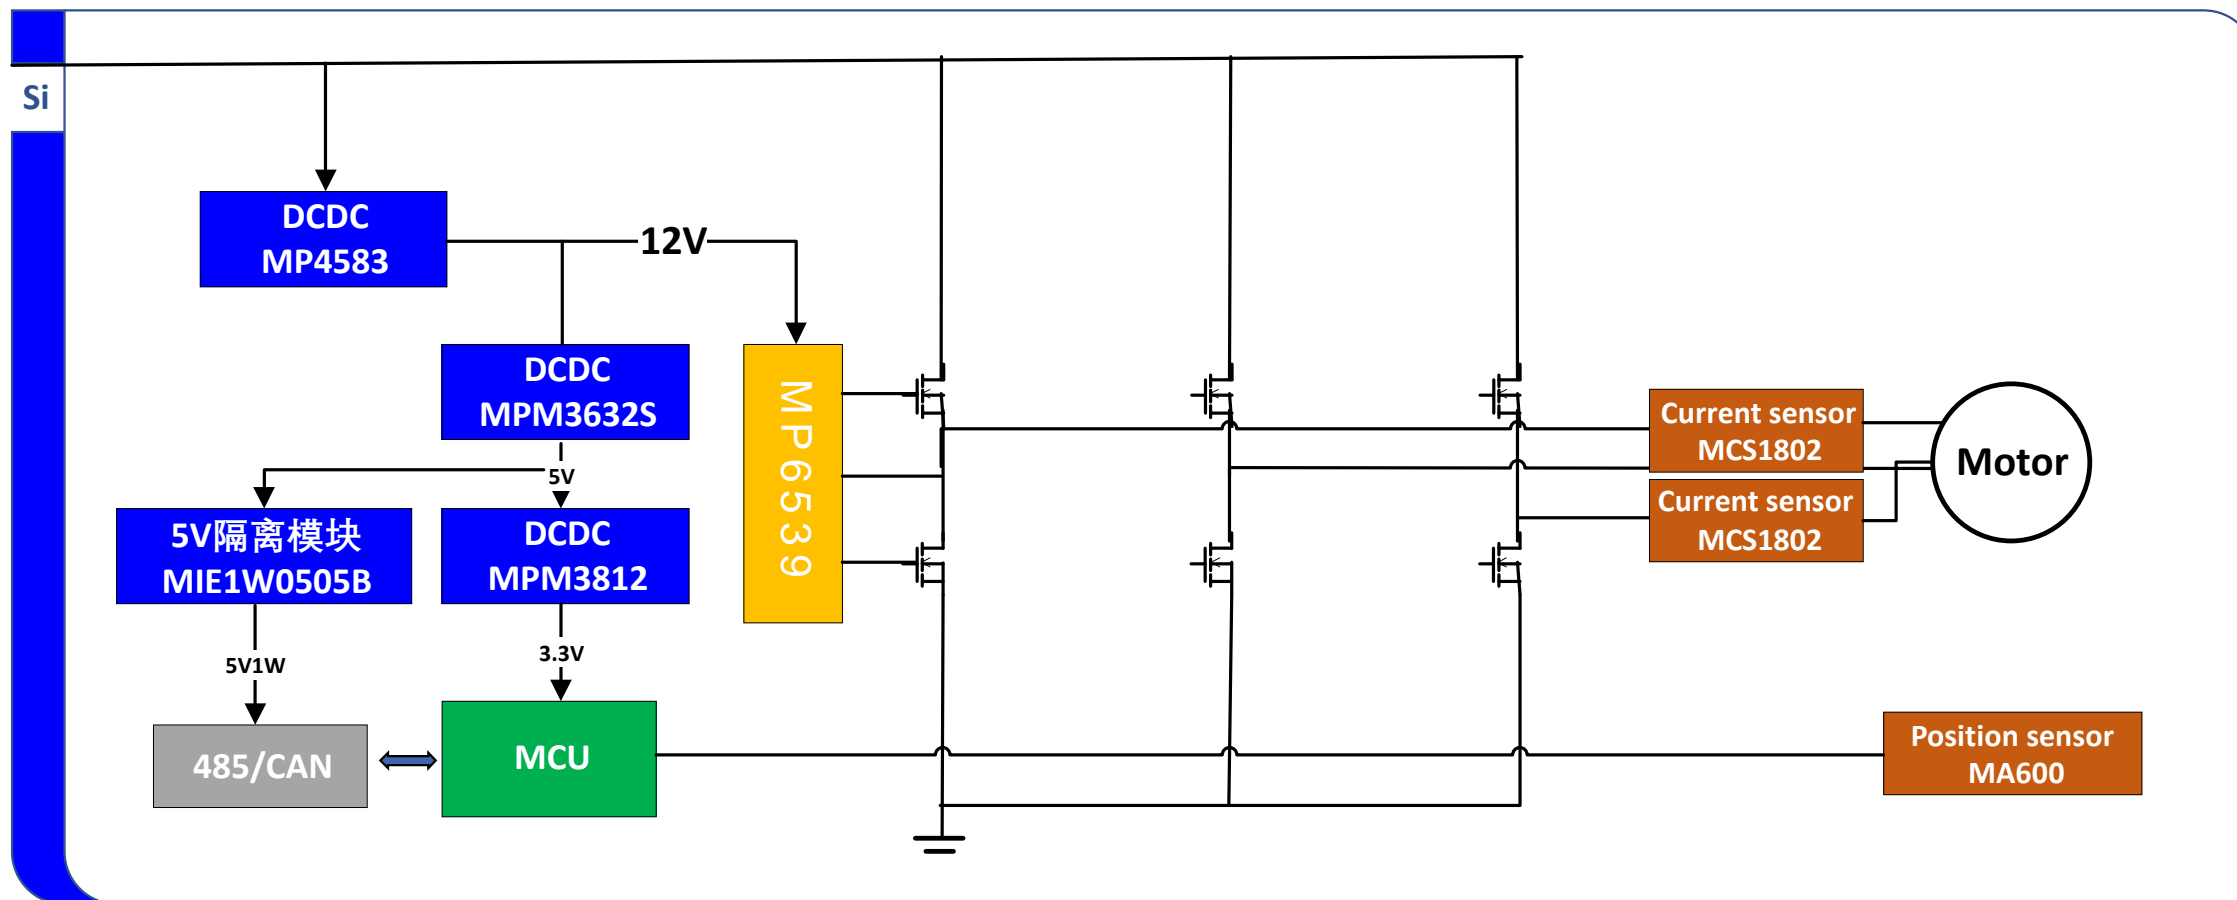 Si
DCDC
MP4583
12V
DCDC
MPM3632S
5V
5V隔离模块
MIE1W0505B
DCDC
MPM3812
MP6539
5V1W
3.3V
485/CAN
MCU
Current sensor
MCS1802
Current sensor
MCS1802
Motor
Position sensor
MA600